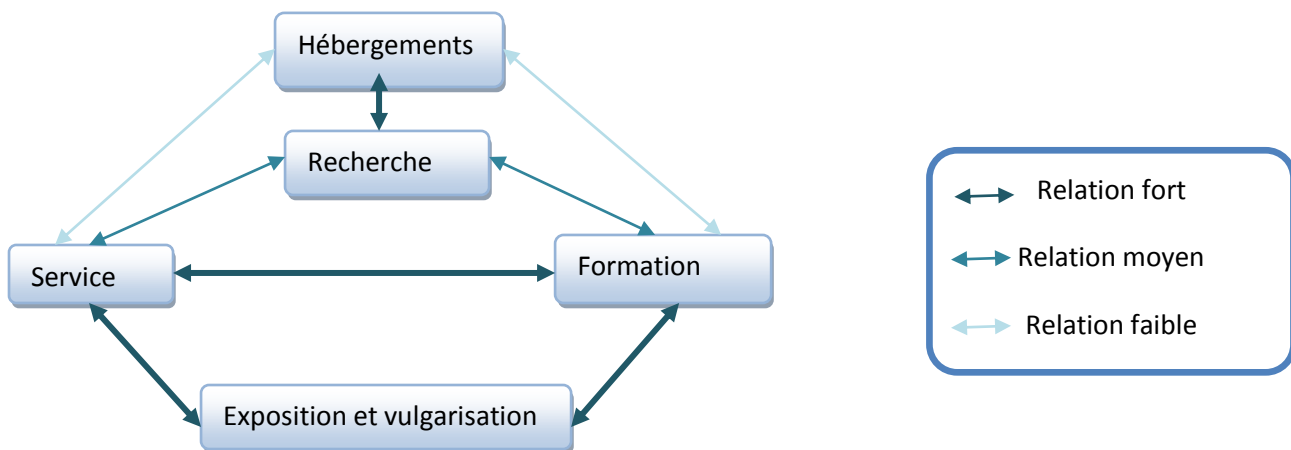 Hébergements
Recherche
Service
Formation
Exposition et vulgarisation
Relation fort
Relation moyen
Relation faible